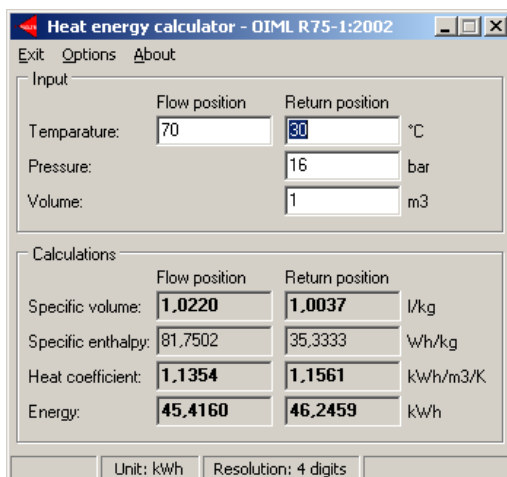 Heat energy calculator - OIML R75-1:2002
Exit Options About
Input
Flow position Return position
Temparature: 70 30 °C
Pressure: 16 bar
Volume: 1 m3
Calculations
Flow position Return position
Specific volume: 1,0220 1,0037 l/kg
Specific enthalpy: 81,7502 35,3333 Wh/kg
Heat coefficient: 1,1354 1,1561 kWh/m3/K
Energy: 45,4160 46,2459 kWh
Unit: kWh Resolution: 4 digits